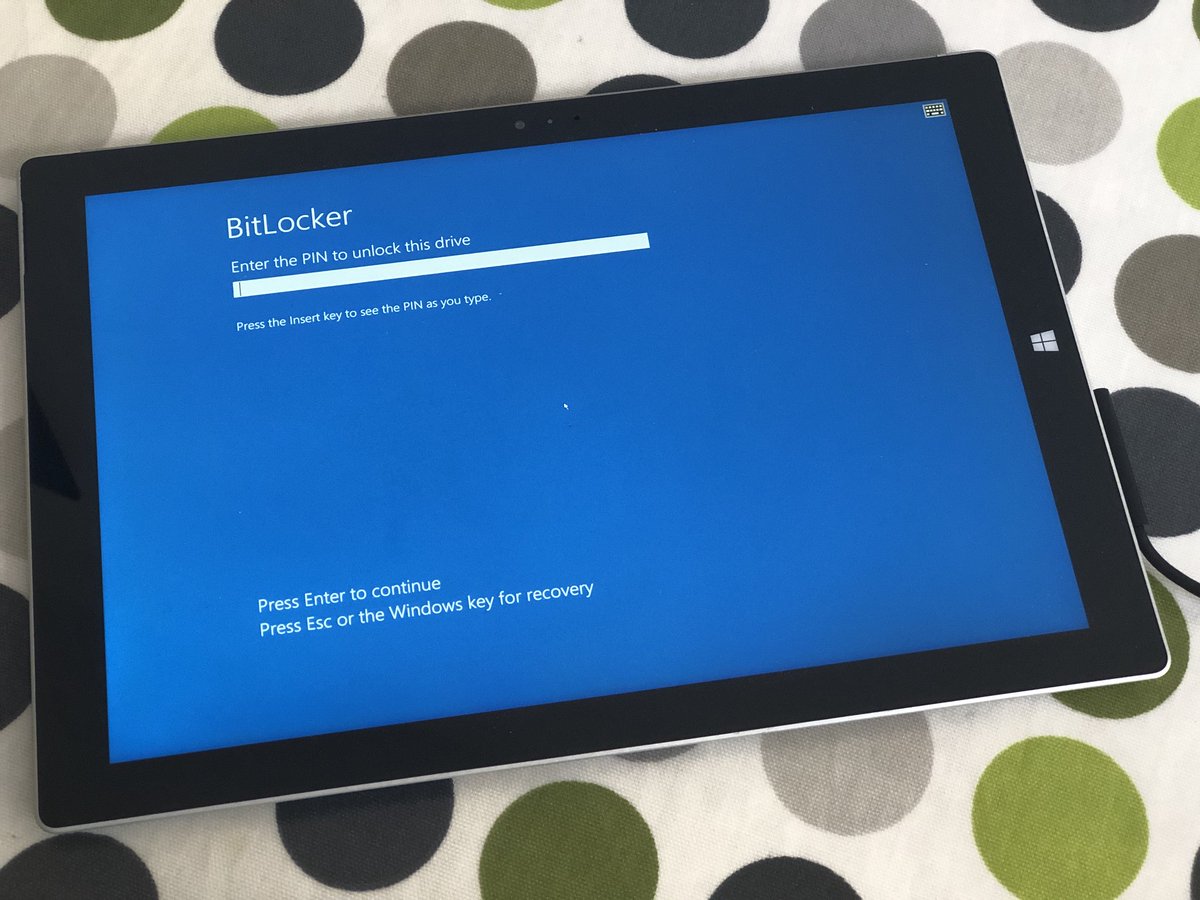 BitLocker
Enter the PIN to unlock this drive
Press the Insert key to see the PIN as you type.
Press Enter to continue
Press Esc or the Windows key for recovery